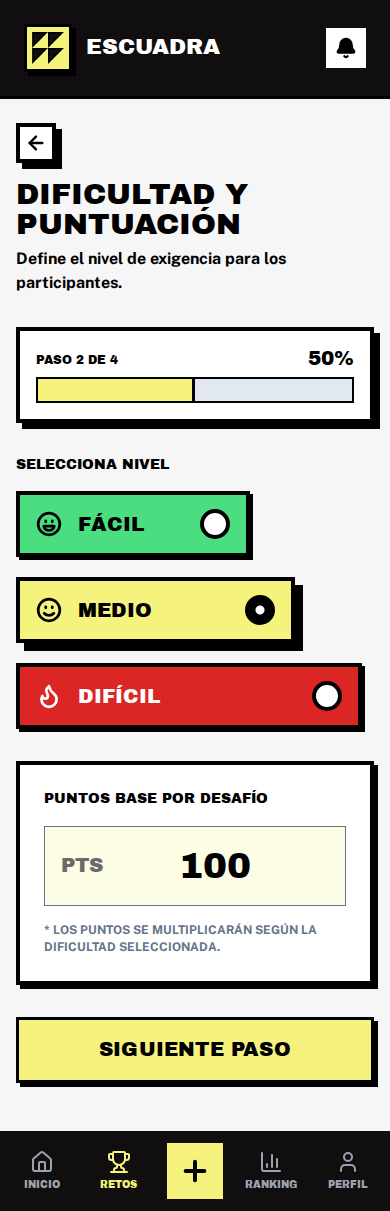 ESCUADRA
DIFICULTAD Y
PUNTUACIÓN
Define el nivel de exigencia para los
participantes.
PASO 2 DE 4
50%
SELECCIONA NIVEL
FÁCIL
MEDIO
DIFÍCIL
PUNTOS BASE POR DESAFÍO
PTS 100
* LOS PUNTOS SE MULTIPLICARÁN SEGÚN LA
DIFICULTAD SELECCIONADA.
SIGUIENTE PASO
INICIO RETOS RANKING PERFIL